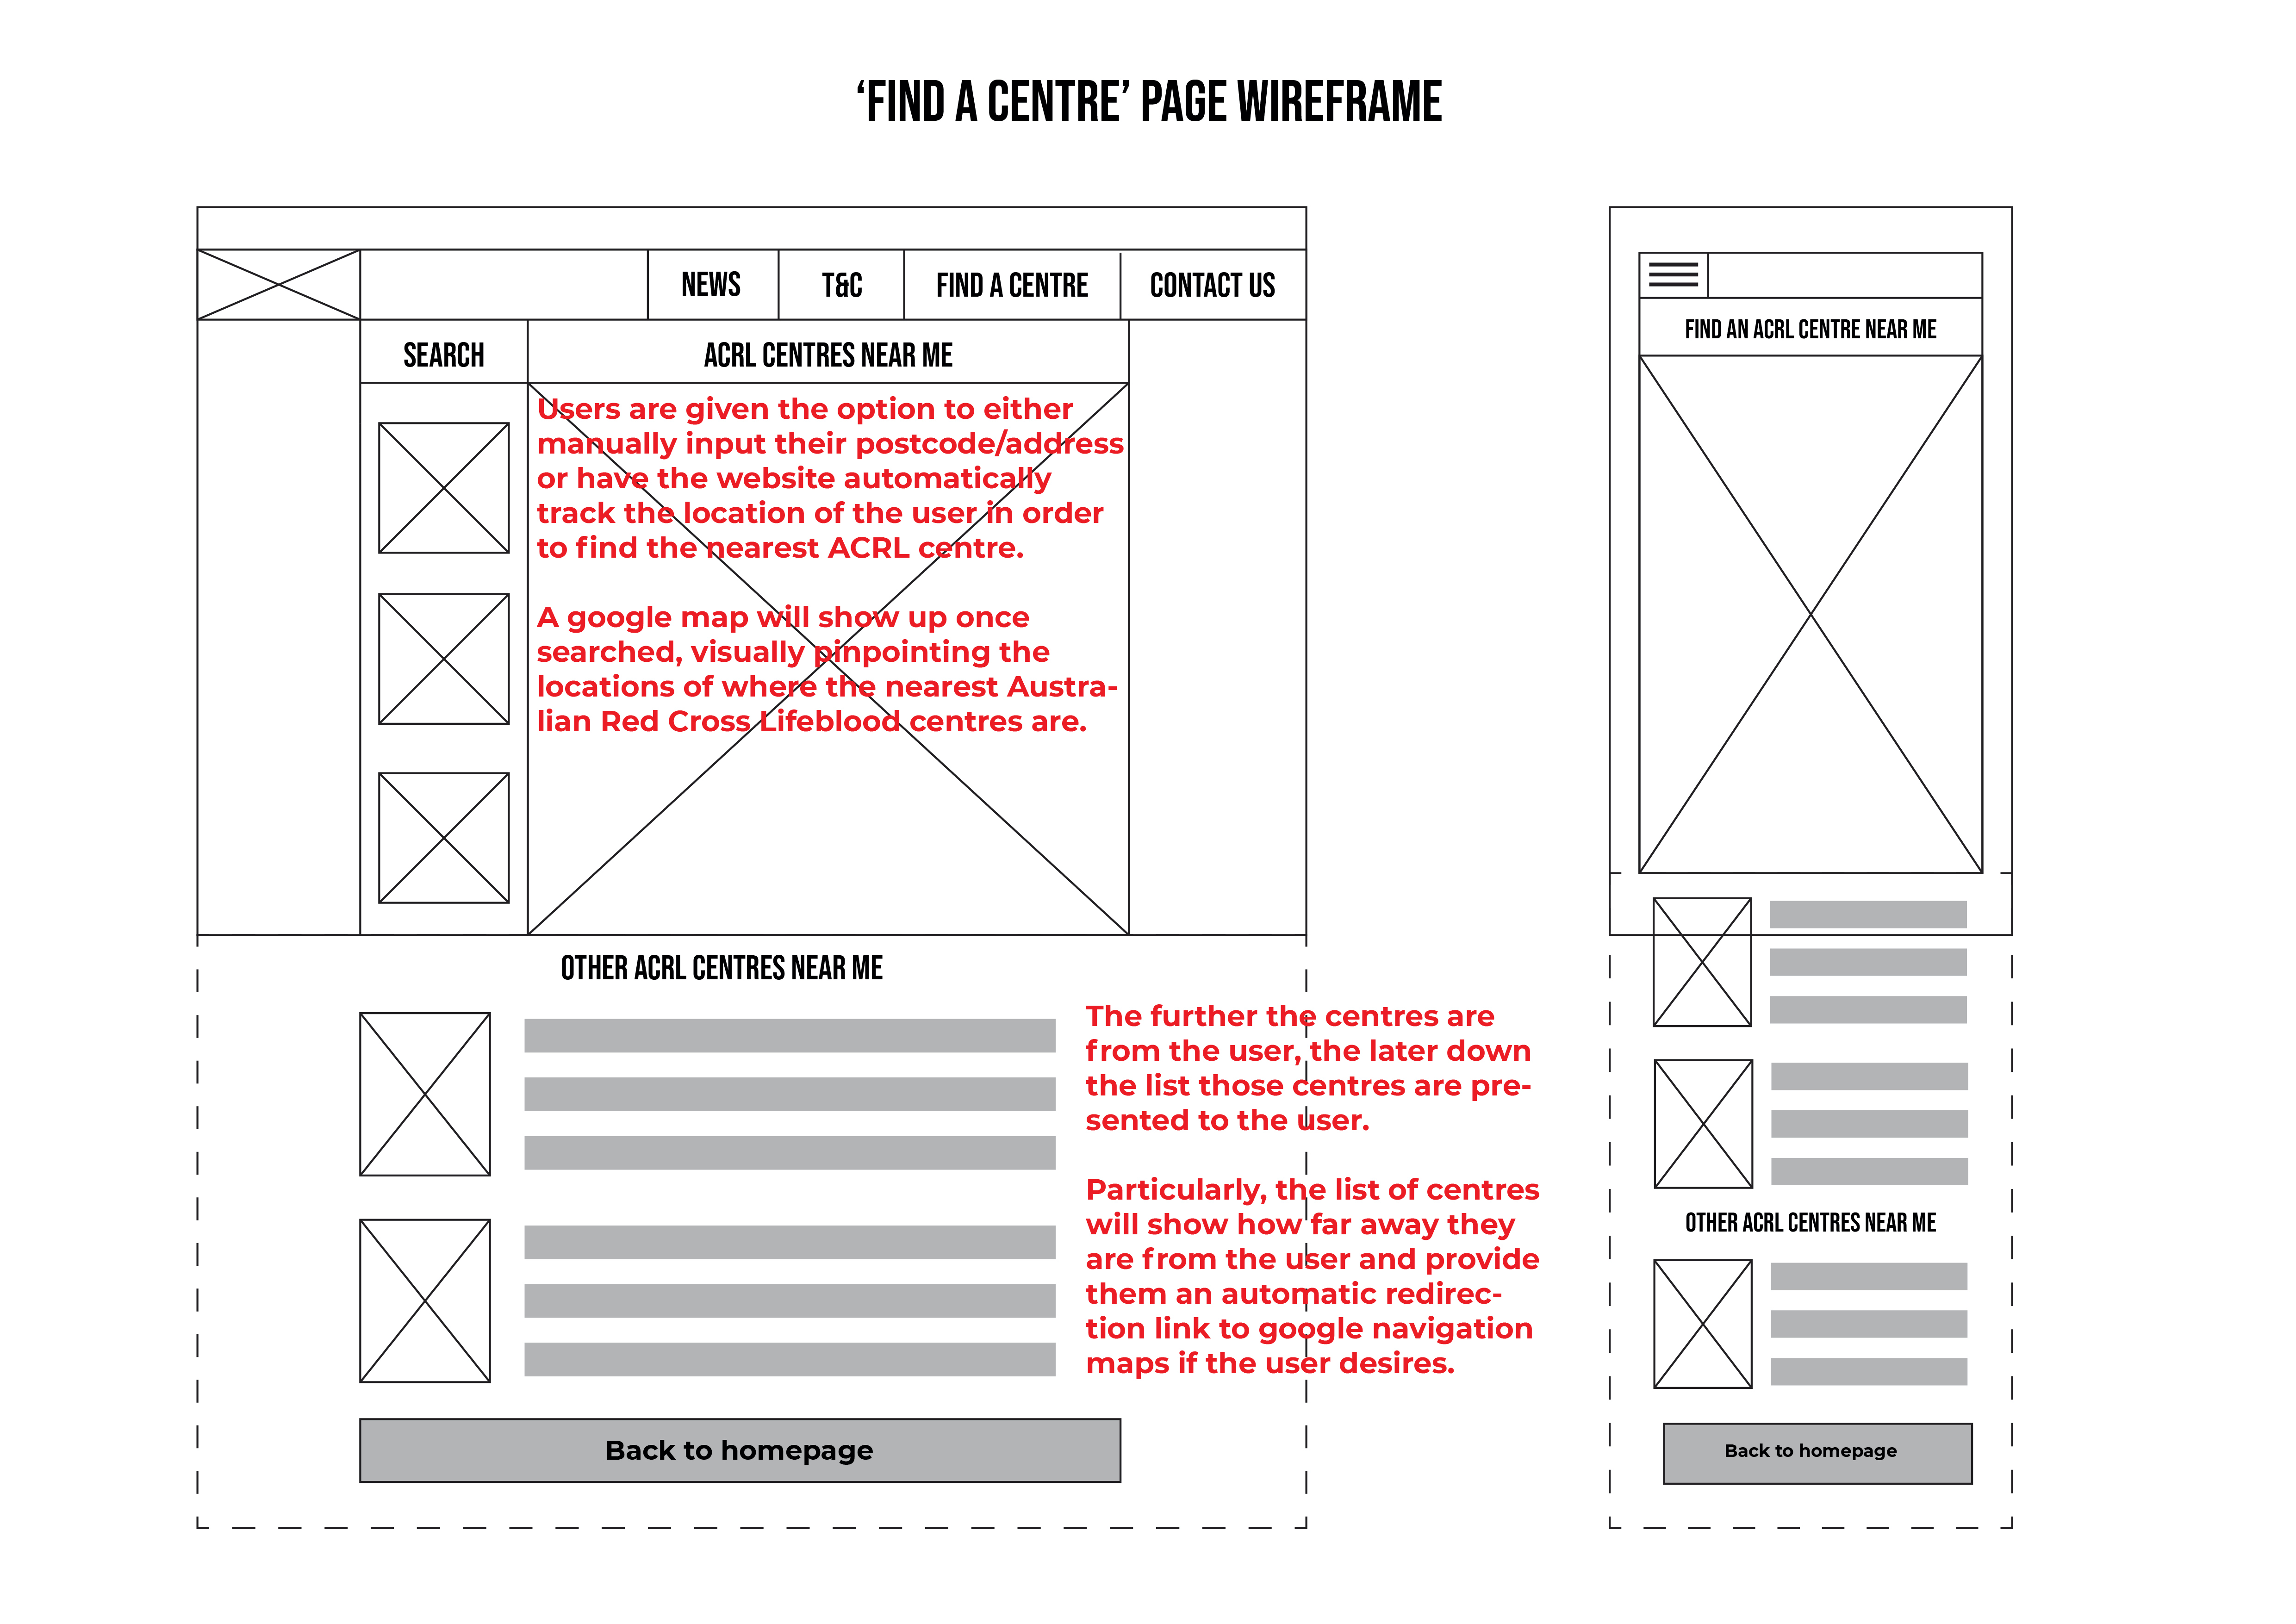 ‘FIND A CENTRE’ PAGE WIREFRAME
NEWS
T&C
FIND A CENTRE
CONTACT US
SEARCH
ACRL CENTRES NEAR ME
Users are given the option to either
manually input their postcode/address
or have the website automatically
track the location of the user in order
to find the nearest ACRL centre.
A google map will show up once
searched, visually pinpointing the
locations of where the nearest Austra-
lian Red Cross Lifeblood centres are.
OTHER ACRL CENTRES NEAR ME
The further the centres are
from the user, the later down
the list those centres are pre-
sented to the user.
Particularly, the list of centres
will show how far away they
are from the user and provide
them an automatic redirec-
tion link to google navigation
maps if the user desires.
Back to homepage
FIND AN ACRL CENTRE NEAR ME
OTHER ACRL CENTRES NEAR ME
Back to homepage